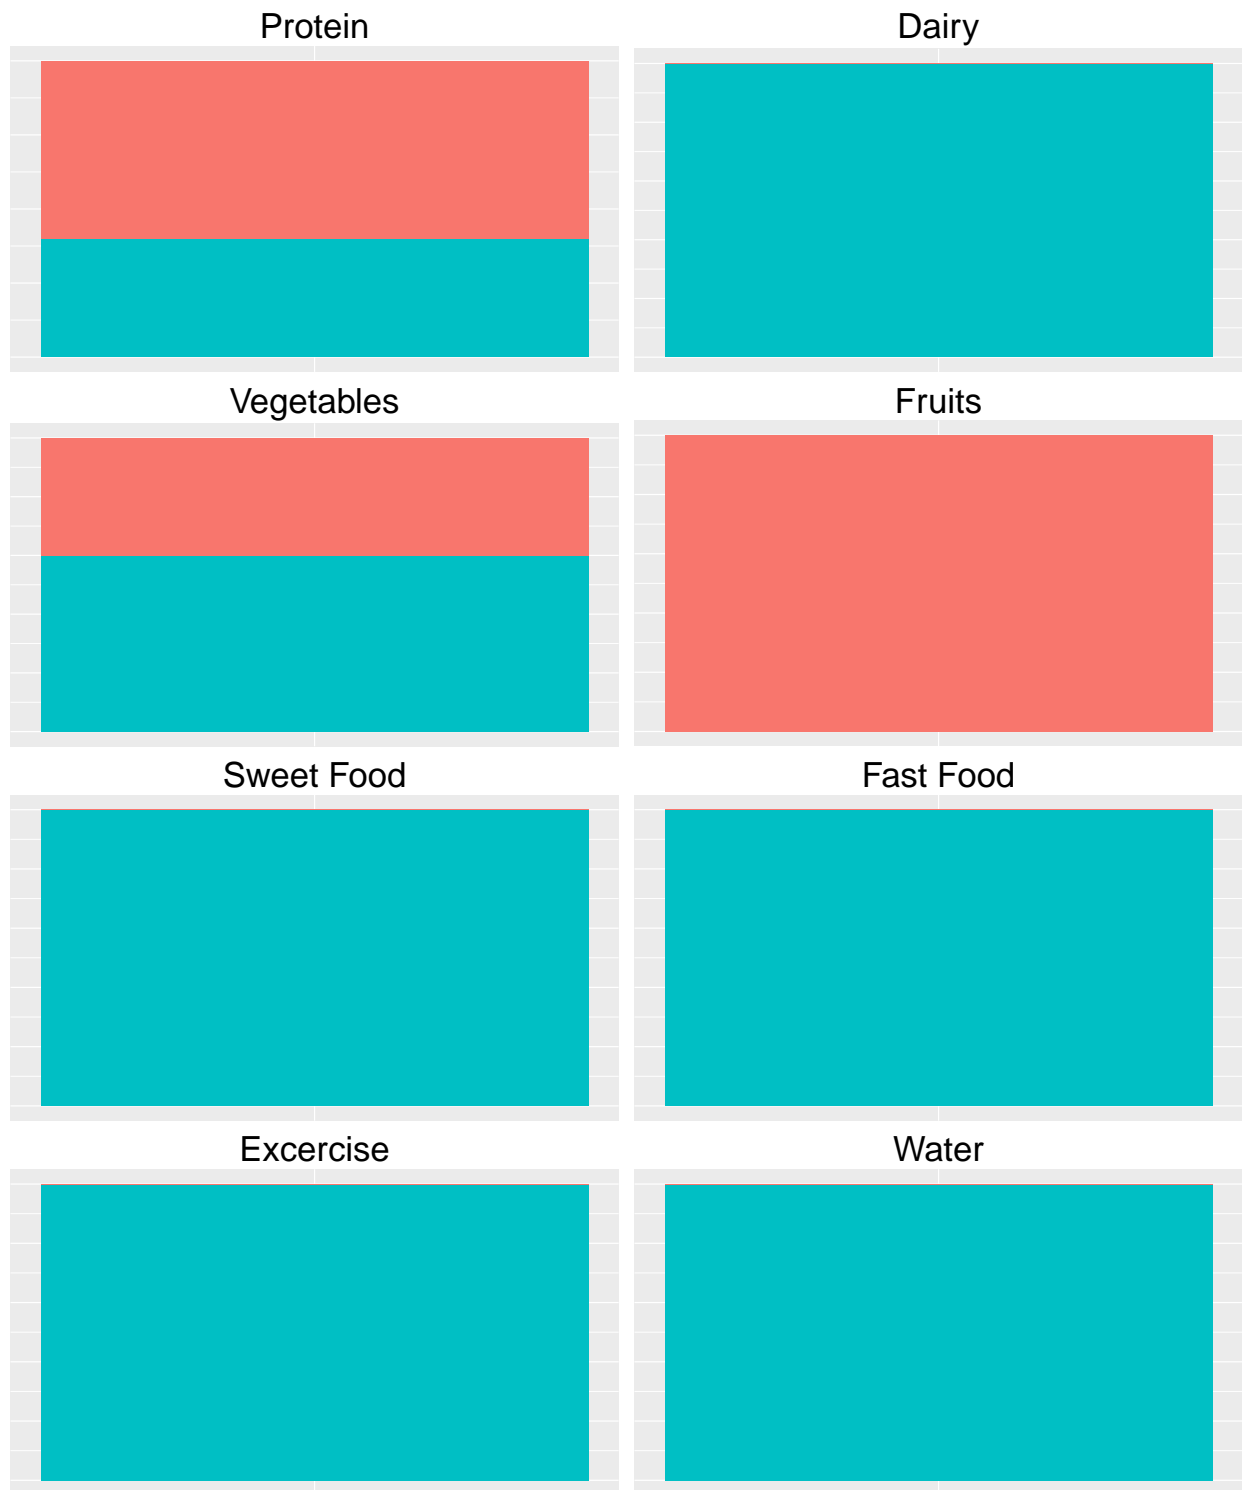 Protein
Dairy
Vegetables
Fruits
Sweet Food
Fast Food
Excercise
Water